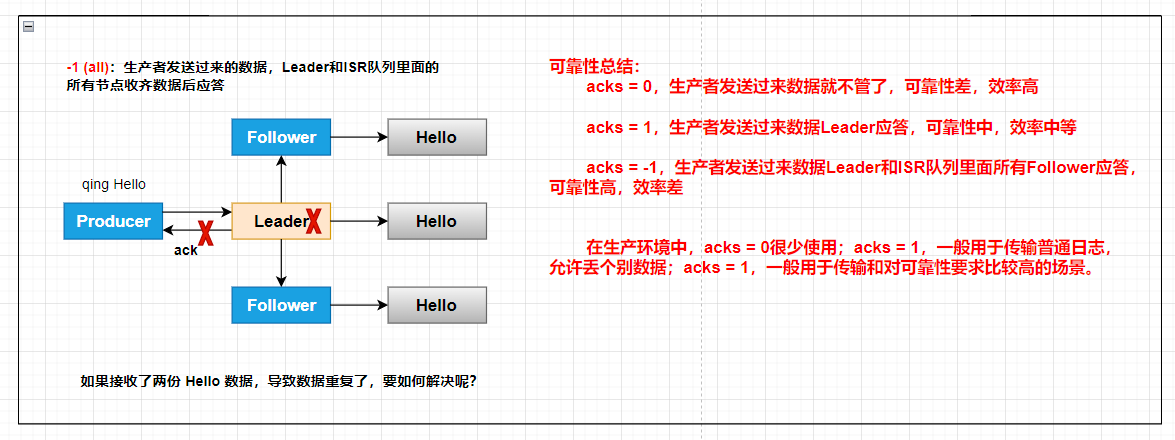 -1 (all)：生产者发送过来的数据，Leader和ISR队列里面的
所有节点收齐数据后应答
Follower
Hello
qing Hello
Producer
Leader
Hello
ack
Follower
Hello
如果接收了两份 Hello 数据，导致数据重复了，要如何解决呢？
可靠性总结：
acks = 0，生产者发送过来数据就不管了，可靠性差，效率高
acks = 1，生产者发送过来数据Leader应答，可靠性中，效率中等
acks = -1，生产者发送过来数据Leader和ISR队列里面所有Follower应答，
可靠性高，效率差
在生产环境中，acks = 0很少使用；acks = 1，一般用于传输普通日志，
允许丢个别数据；acks = 1，一般用于传输和对可靠性要求比较高的场景。